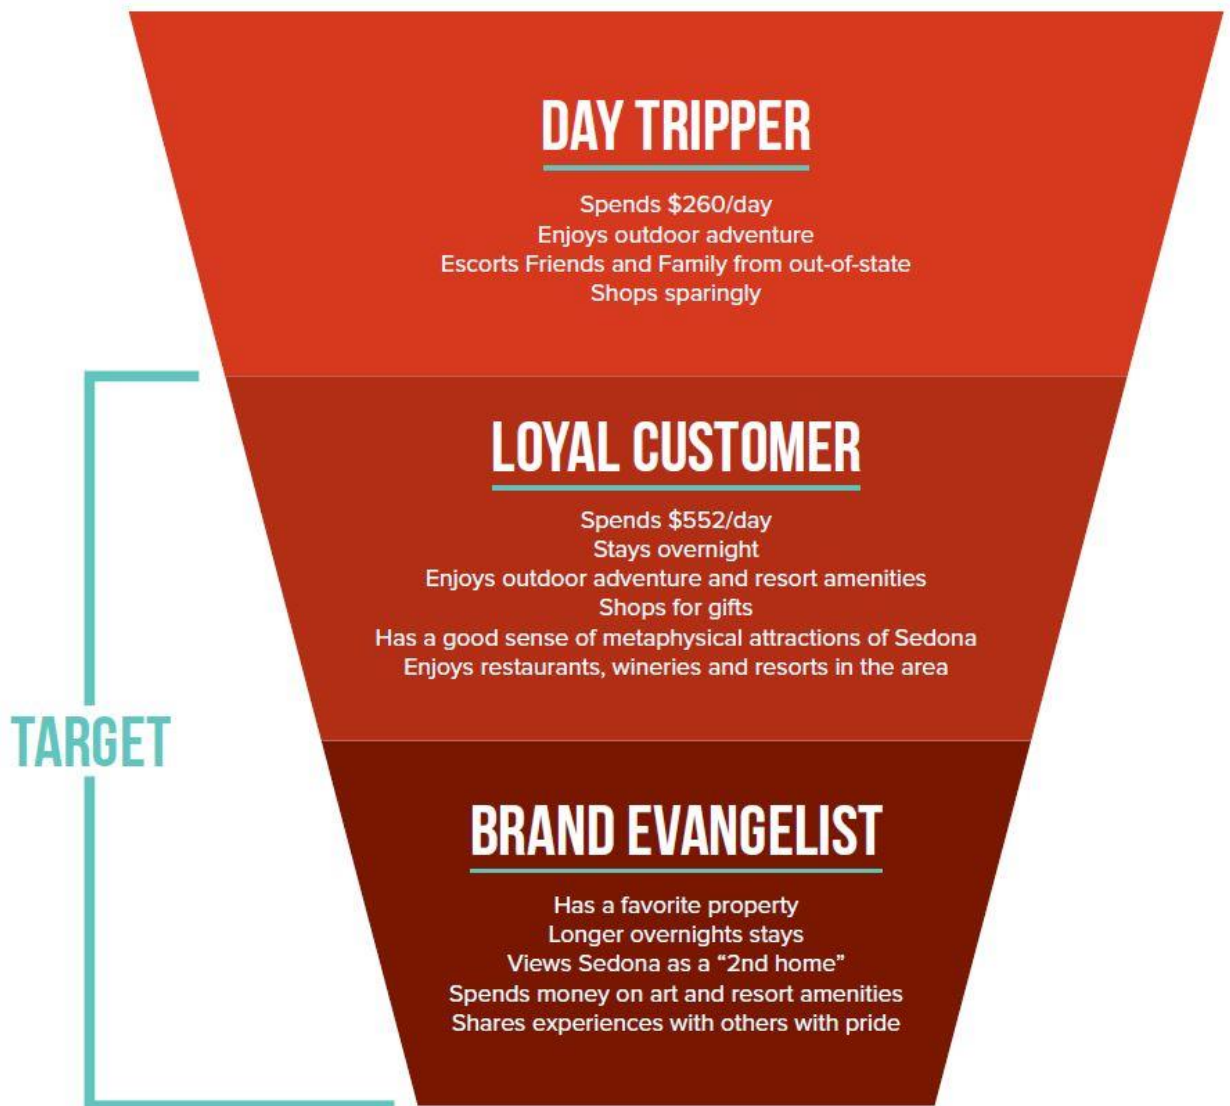 DAY TRIPPER
Spends $260/day
Enjoys outdoor adventure
Escorts Friends and Family from out-of-state
Shops sparingly
LOYAL CUSTOMER
Spends $552/day
Stays overnight
Enjoys outdoor adventure and resort amenities
Shops for gifts
Has a good sense of metaphysical attractions of Sedona
Enjoys restaurants, wineries and resorts in the area
TARGET
BRAND EVANGELIST
Has a favorite property
Longer overnights stays
Views Sedona as a “2nd home”
Spends money on art and resort amenities
Shares experiences with others with pride